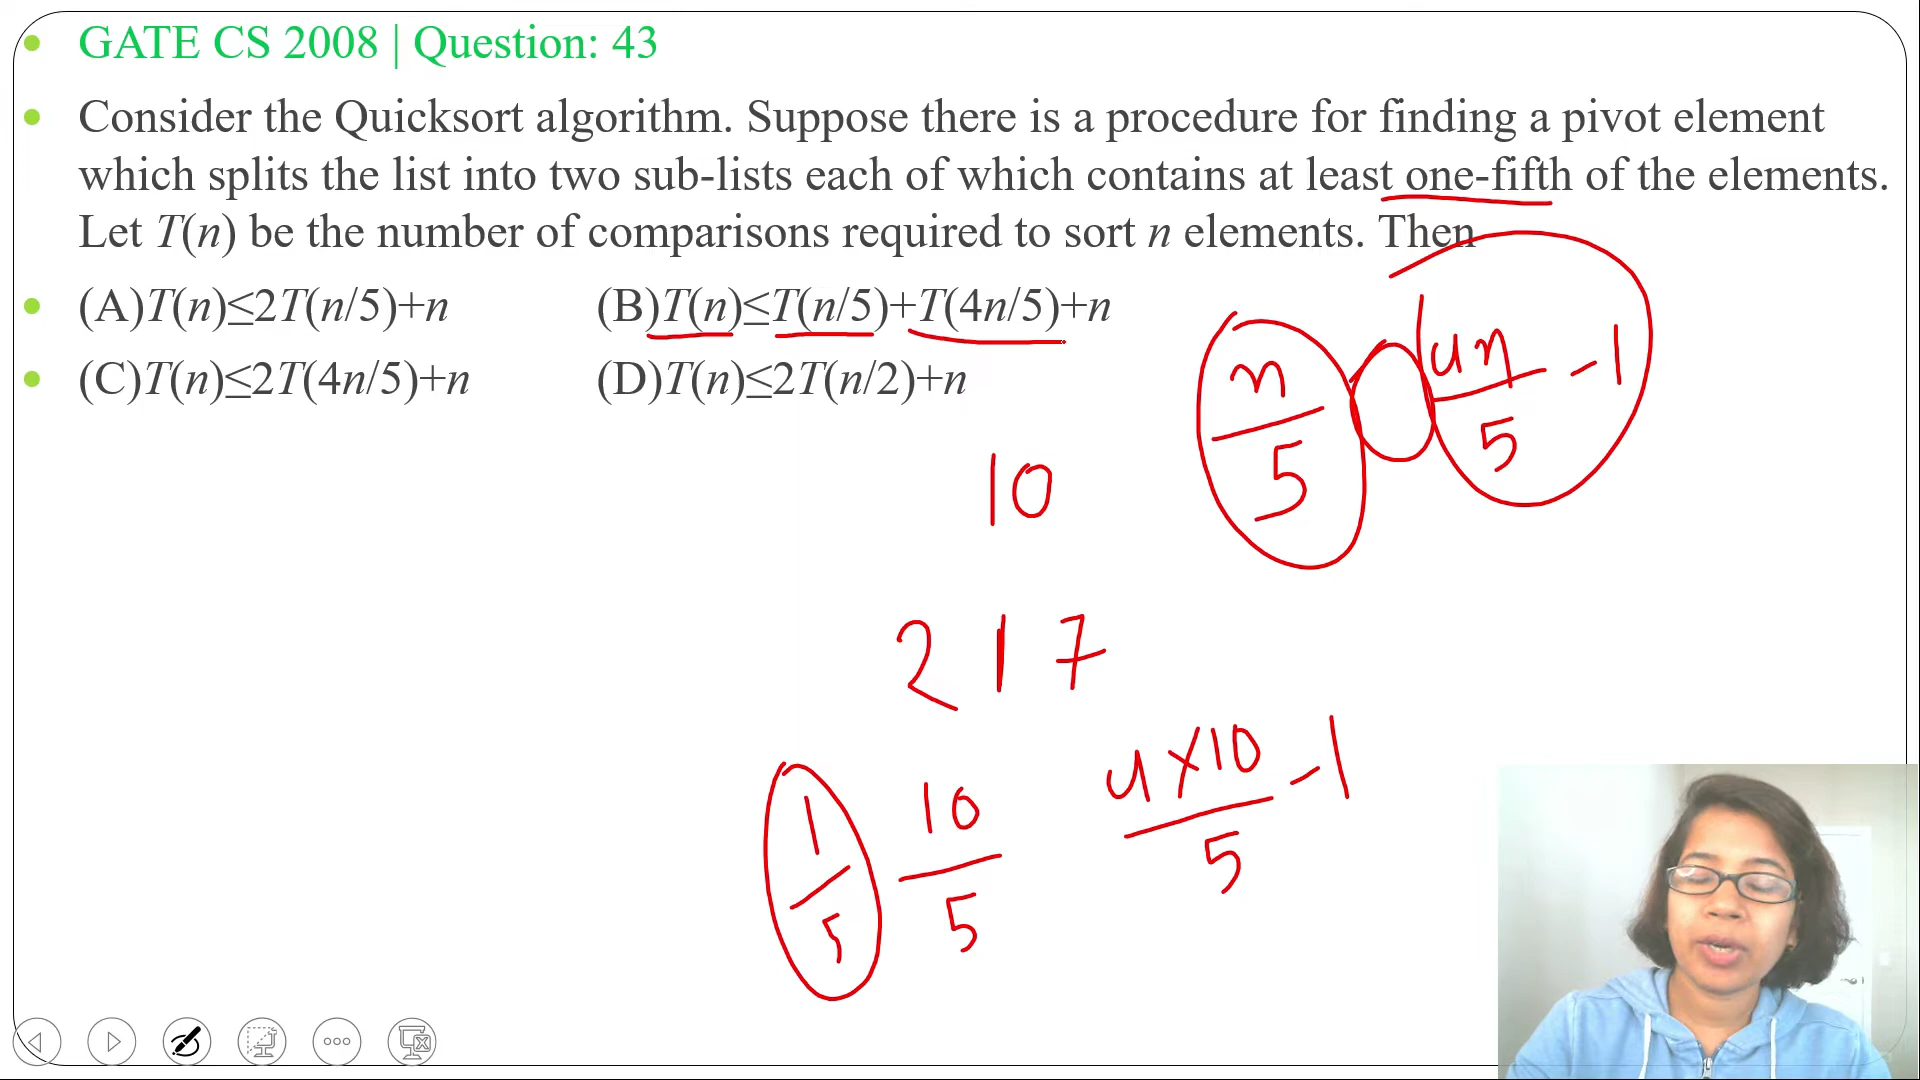 GATE CS 2008 | Question: 43
Consider the Quicksort algorithm. Suppose there is a procedure for finding a pivot element
which splits the list into two sub-lists each of which contains at least one-fifth of the elements.
Let T(n) be the number of comparisons required to sort n elements. Then
(A)T(n)≤2T(n/5)+n (B)T(n)≤T(n/5)+T(4n/5)+n
(C)T(n)≤2T(4n/5)+n (D)T(n)≤2T(n/2)+n
n/5 4n/5 - 1
10
2 1 7
1/5 10/5 4×10/5 - 1